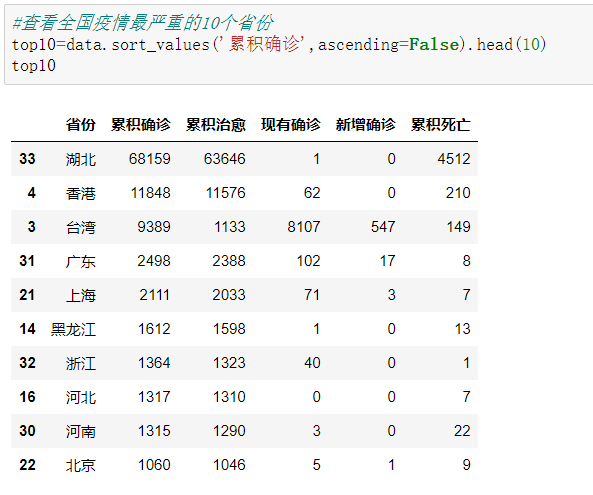 #查看全国疫情最严重的10个省份
top10=data.sort_values('累积确诊',ascending=False).head(10)
top10
省份 累积确诊 累积治愈 现有确诊 新增确诊 累积死亡
33 湖北 68159 63646 1 0 4512
4 香港 11848 11576 62 0 210
3 台湾 9389 1133 8107 547 149
31 广东 2498 2388 102 17 8
21 上海 2111 2033 71 3 7
14 黑龙江 1612 1598 1 0 13
32 浙江 1364 1323 40 0 1
16 河北 1317 1310 0 0 7
30 河南 1315 1290 3 0 22
22 北京 1060 1046 5 1 9